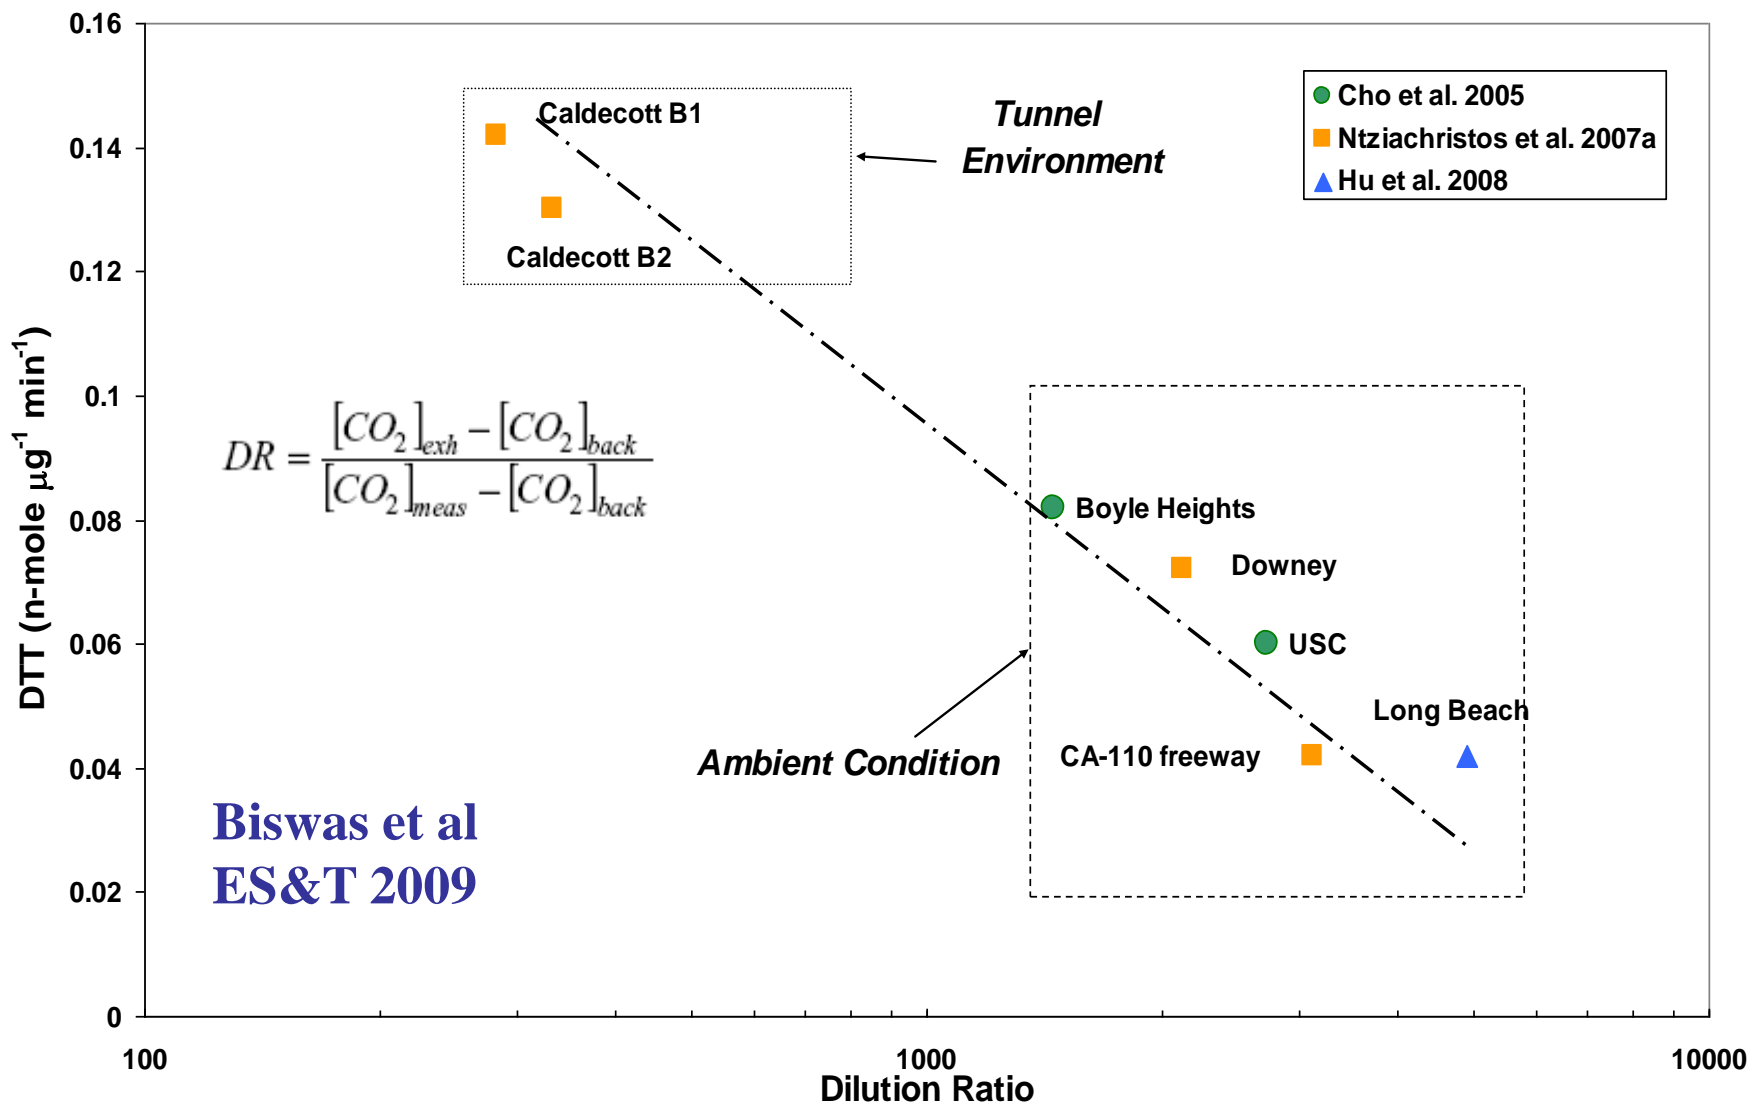 0.16
0.14
0.12
0.1
0.08
0.06
0.04
0.02
0
DTT (n-mole μg⁻¹ min⁻¹)
Caldecott B1
Caldecott B2
Tunnel
Environment
Cho et al. 2005
Ntziachristos et al. 2007a
Hu et al. 2008
DR = ([CO₂]exh − [CO₂]back) / ([CO₂]meas − [CO₂]back)
Boyle Heights
Downey
USC
Long Beach
CA-110 freeway
Ambient Condition
Biswas et al
ES&T 2009
100
1000
10000
Dilution Ratio